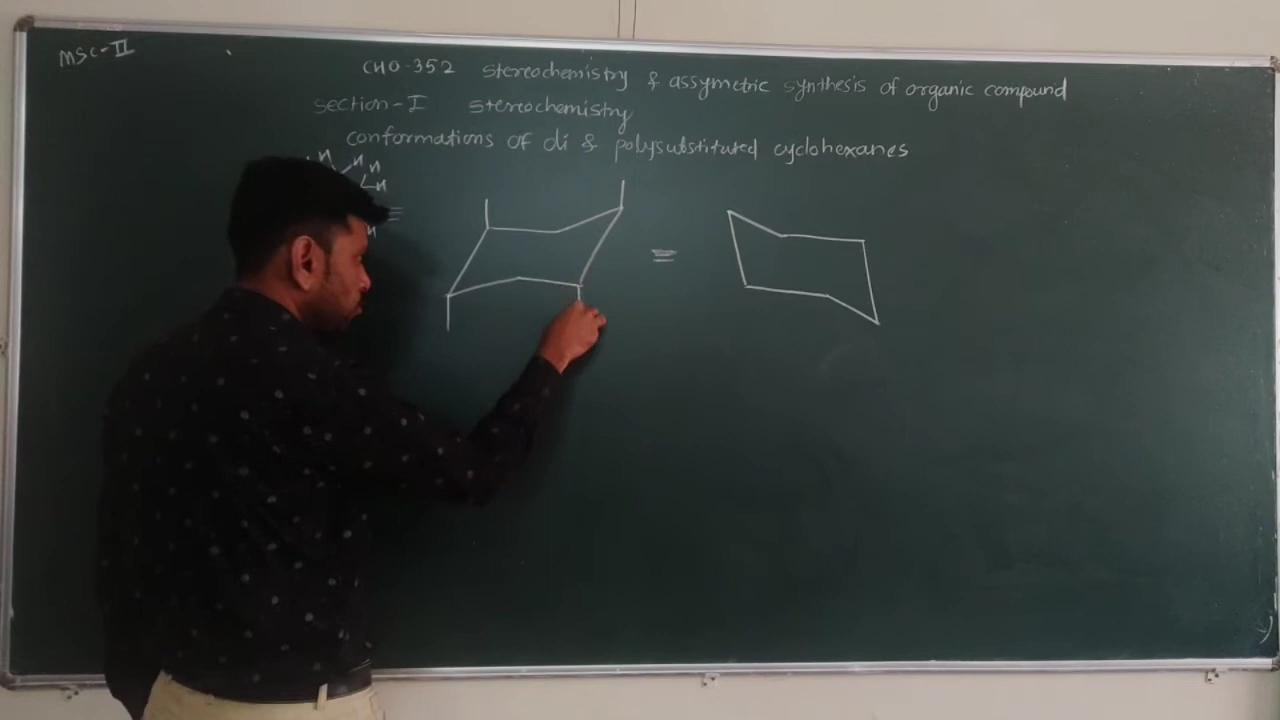 MSC-II
CHO-352 stereochemistry & assymetric synthesis of organic compound
section-I stereochemistry
conformations of di & polysubstituted cyclohexanes
H H H
H
H
=